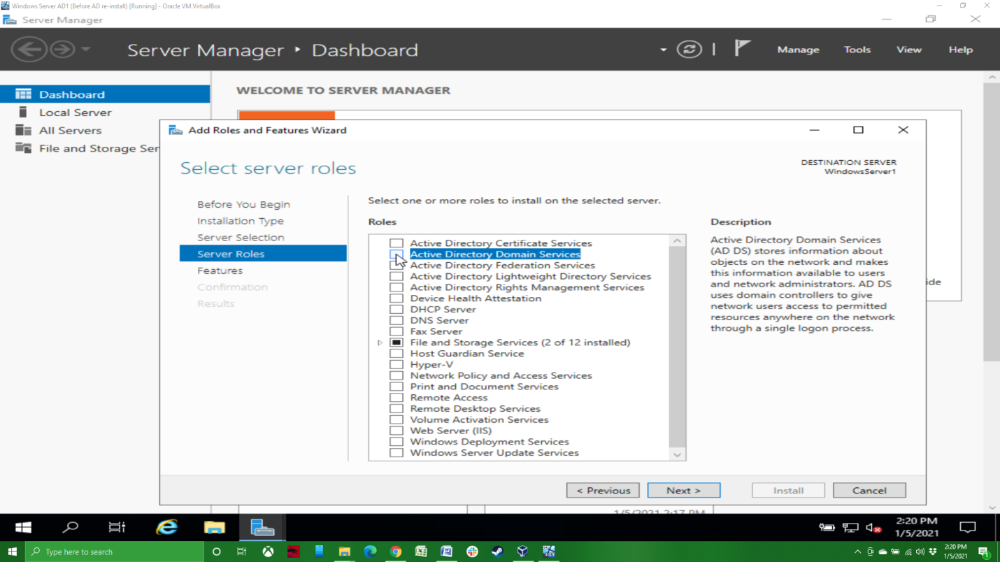 Windows Server AD1 (Before AD re-install) [Running] - Oracle VM VirtualBox
Server Manager
Server Manager ‣ Dashboard
Manage Tools View Help
Dashboard
Local Server
All Servers
File and Storage Ser
WELCOME TO SERVER MANAGER
Add Roles and Features Wizard
Select server roles
DESTINATION SERVER
WindowsServer1
Before You Begin
Installation Type
Server Selection
Server Roles
Features
Confirmation
Results
Select one or more roles to install on the selected server.
Roles
Active Directory Certificate Services
Active Directory Domain Services
Active Directory Federation Services
Active Directory Lightweight Directory Services
Active Directory Rights Management Services
Device Health Attestation
DHCP Server
DNS Server
Fax Server
File and Storage Services (2 of 12 installed)
Host Guardian Service
Hyper-V
Network Policy and Access Services
Print and Document Services
Remote Access
Remote Desktop Services
Volume Activation Services
Web Server (IIS)
Windows Deployment Services
Windows Server Update Services
Description
Active Directory Domain Services
(AD DS) stores information about
objects on the network and makes
this information available to users
and network administrators. AD DS
uses domain controllers to give
network users access to permitted
resources anywhere on the network
through a single logon process.
ide
< Previous
Next >
Install
Cancel
1/5/2021 2:17 PM
2:20 PM
1/5/2021
Type here to search
2:20 PM
1/5/2021